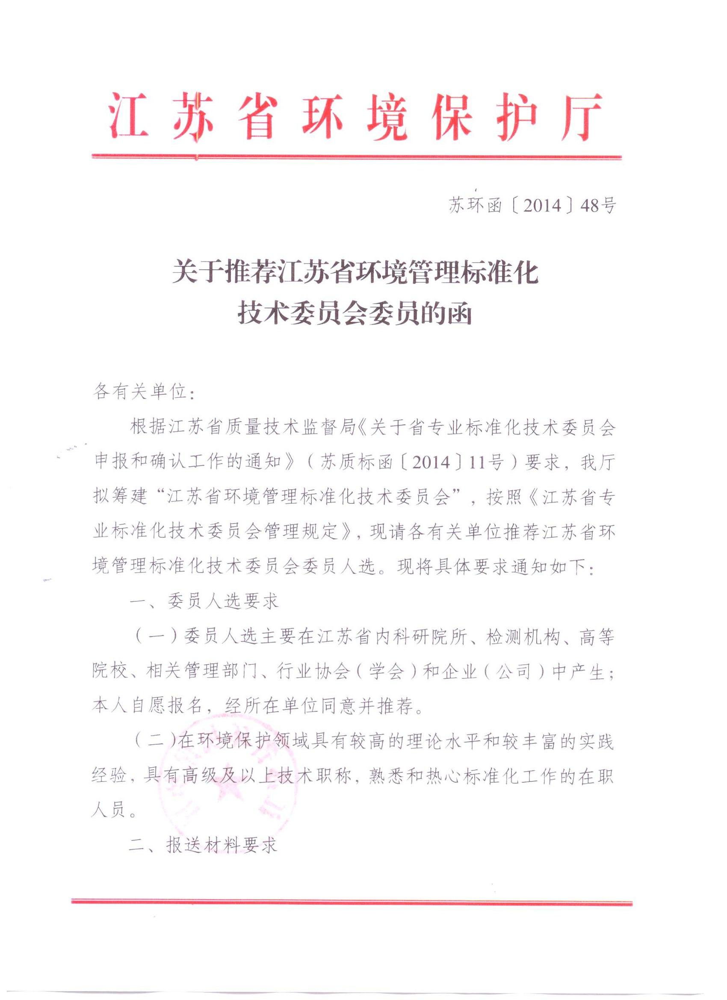 江苏省环境保护厅
苏环函〔2014〕48号
关于推荐江苏省环境管理标准化
技术委员会委员的函
各有关单位：
根据江苏省质量技术监督局《关于省专业标准化技术委员会
申报和确认工作的通知》（苏质标函〔2014〕11号）要求，我厅
拟筹建“江苏省环境管理标准化技术委员会”，按照《江苏省专
业标准化技术委员会管理规定》，现请各有关单位推荐江苏省环
境管理标准化技术委员会委员人选。现将具体要求通知如下：
一、委员人选要求
（一）委员人选主要在江苏省内科研院所、检测机构、高等
院校、相关管理部门、行业协会（学会）和企业（公司）中产生；
本人自愿报名，经所在单位同意并推荐。
（二）在环境保护领域具有较高的理论水平和较丰富的实践
经验，具有高级及以上技术职称，熟悉和热心标准化工作的在职
人员。
二、报送材料要求